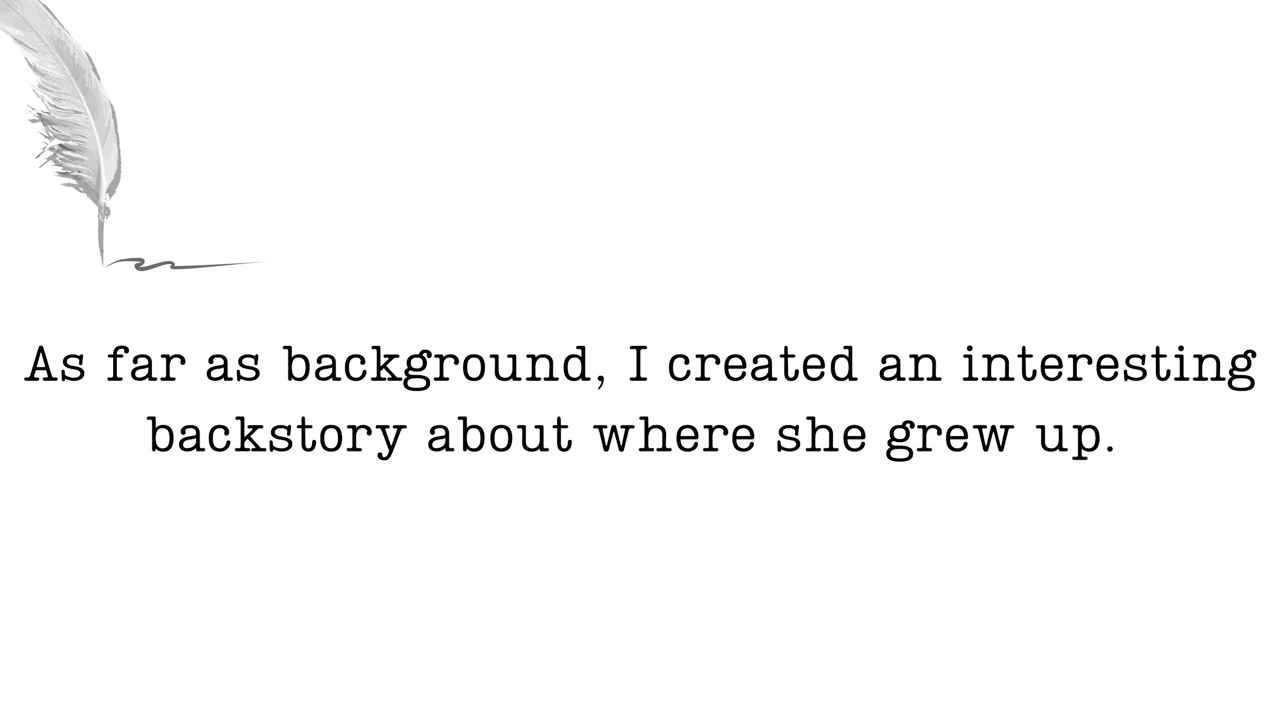 As far as background, I created an interesting
backstory about where she grew up.